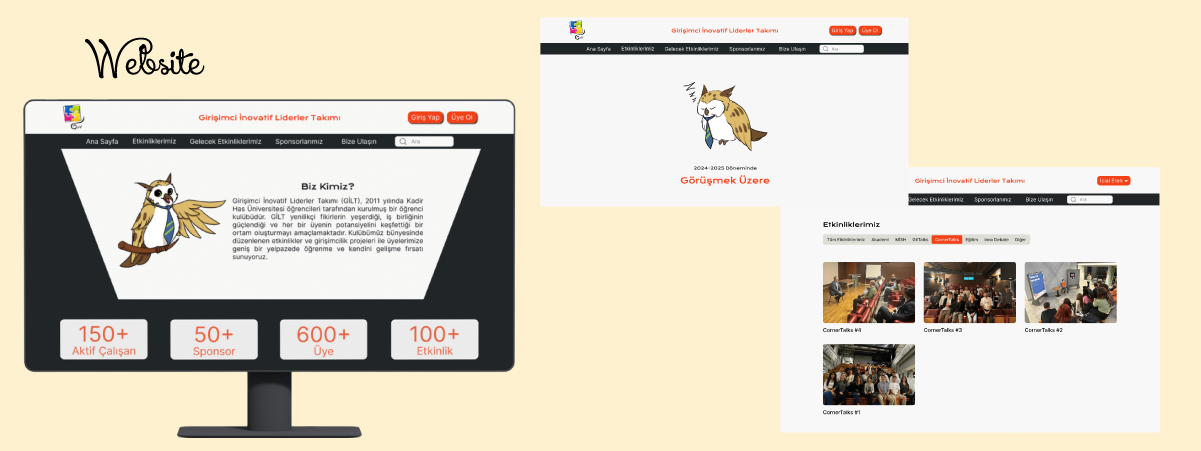 Website
Girişimci İnovatif Liderler Takımı
Giriş Yap
Üye Ol
Ana Sayfa
Etkinliklerimiz
Gelecek Etkinliklerimiz
Sponsorlarımız
Bize Ulaşın
Ara
Biz Kimiz?
Girişimci İnovatif Liderler Takımı (GİLT), 2011 yılında Kadir
Has Üniversitesi öğrencileri tarafından kurulmuş bir öğrenci
kulübüdür. GİLT yenilikçi fikirlerin yeşerdiği, iş birliğinin
güçlendiği ve her bir üyenin potansiyelini keşfettiği bir
ortam oluşturmayı amaçlamaktadır. Kulübümüz bünyesinde
düzenlenen etkinlikler ve girişimcilik projeleri ile üyelerimize
geniş bir yelpazede öğrenme ve kendini gelişme fırsatı
sunuyoruz.
150+
Aktif Çalışan
50+
Sponsor
600+
Üye
100+
Etkinlik
Girişimci İnovatif Liderler Takımı
Giriş Yap
Üye Ol
Ana Sayfa
Etkinliklerimiz
Gelecek Etkinliklerimiz
Sponsorlarımız
Bize Ulaşın
Ara
2024-2025 Döneminde
Görüşmek Üzere
Girişimci İnovatif Liderler Takımı
Gelecek Etkinliklerimiz
Sponsorlarımız
Bize Ulaşın
Ara
Etkinliklerimiz
Tüm Etkinliklerimiz
Akademi
GilTalks
CornerTalks
Eğitim
Inno Debate
Diğer
CornerTalks #4
CornerTalks #3
CornerTalks #2
CornerTalks #1